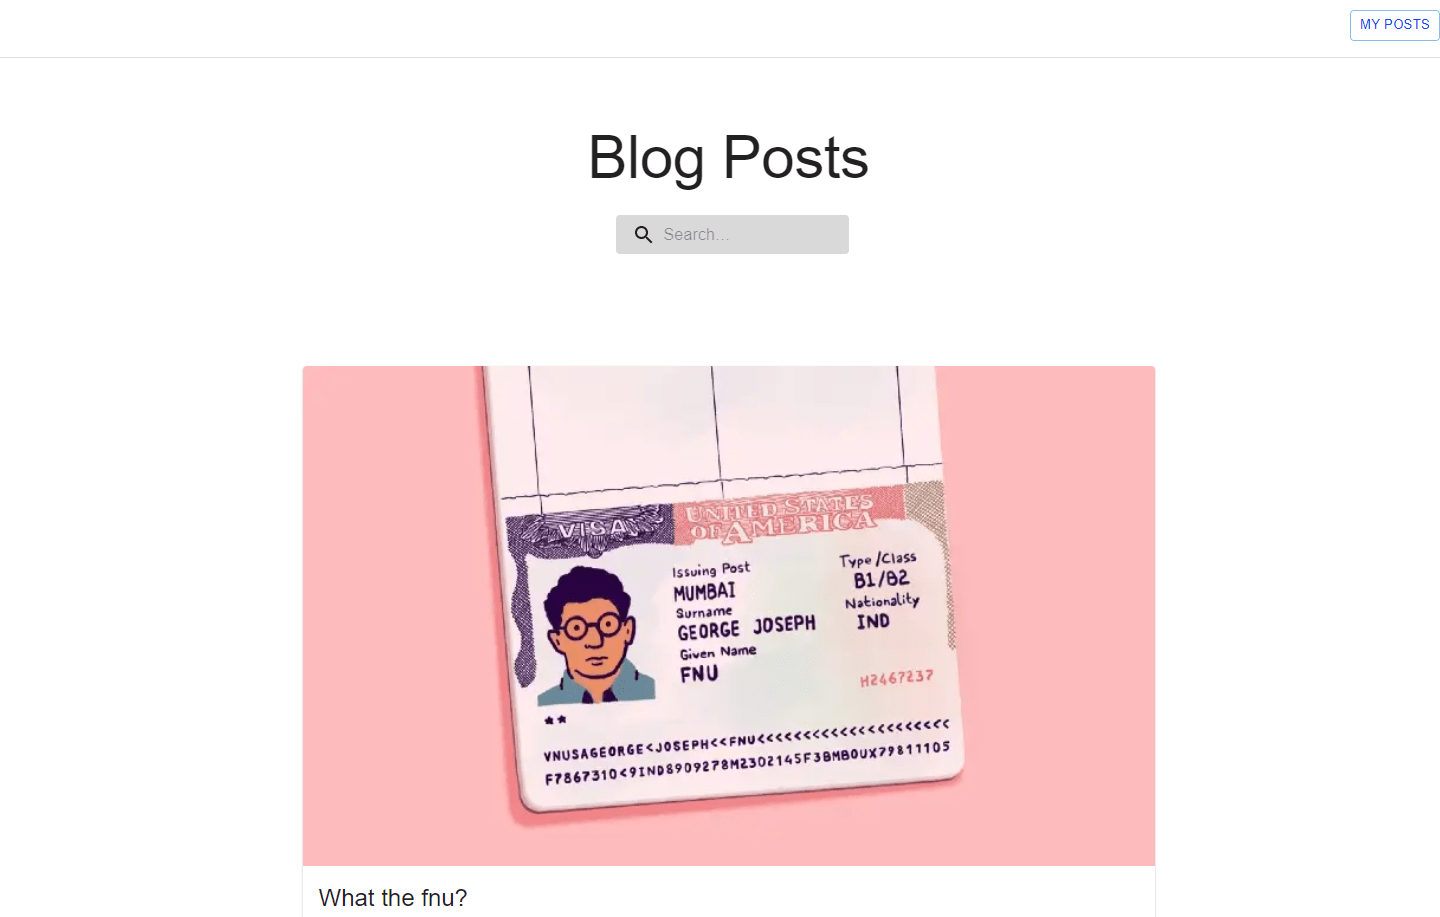 MY POSTS
Blog Posts
Search...
VISA
UNITED STATES
OF AMERICA
Issuing Post
MUMBAI
Surname
GEORGE JOSEPH
Given Name
FNU
Type/Class
B1/B2
Nationality
IND
H2467237
★★
VNUSAGEORGE<JOSEPH<<FNU<<<<<<<<<<<<<<<<<<<<<
F7867310<9IND8909278M2302145F3BMBOUX79811105
What the fnu?